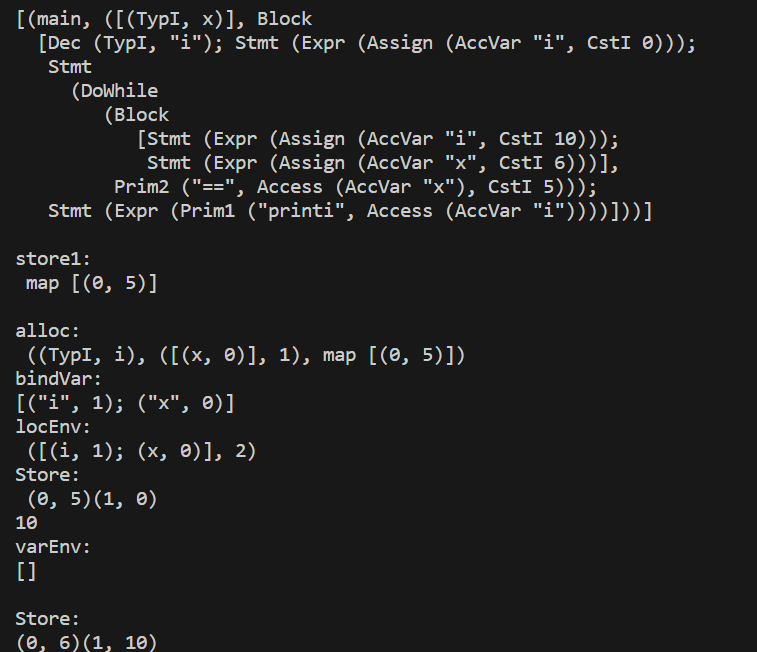 [(main, ([(TypI, x)], Block
  [Dec (TypI, "i"); Stmt (Expr (Assign (AccVar "i", CstI 0)));
   Stmt
     (DoWhile
        (Block
           [Stmt (Expr (Assign (AccVar "i", CstI 10)));
            Stmt (Expr (Assign (AccVar "x", CstI 6)))],
         Prim2 ("==", Access (AccVar "x"), CstI 5)));
   Stmt (Expr (Prim1 ("printi", Access (AccVar "i"))))]))]

store1:
 map [(0, 5)]

alloc:
 ((TypI, i), ([(x, 0)], 1), map [(0, 5)])
bindVar:
[("i", 1); ("x", 0)]
locEnv:
 ([(i, 1); (x, 0)], 2)
Store:
 (0, 5)(1, 0)
10
varEnv:
[]

Store:
(0, 6)(1, 10)